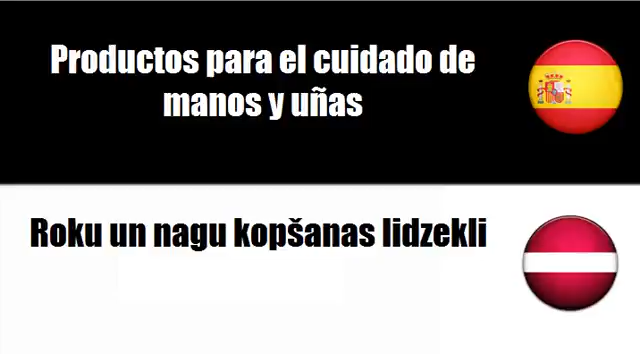 Productos para el cuidado de
manos y uñas
Roku un nagu kopšanas lidzekli